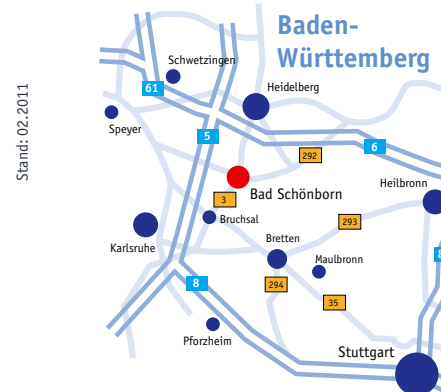 Baden-
Württemberg
Schwetzingen
61
Heidelberg
Stand: 02.2011
Speyer
5
6
292
Heilbronn
Bad Schönborn
3
Bruchsal
293
Karlsruhe
Bretten
Maulbronn
8
294
35
Pforzheim
Stuttgart